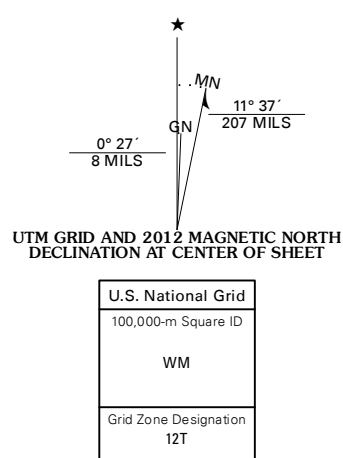 MN
11° 37´
207 MILS
GN
0° 27´
8 MILS
UTM GRID AND 2012 MAGNETIC NORTH
DECLINATION AT CENTER OF SHEET
U.S. National Grid
100,000-m Square ID
WM
Grid Zone Designation
12T